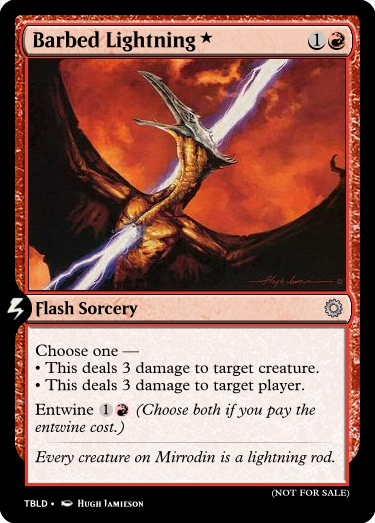 Barbed Lightning ★ 1
Flash Sorcery
Choose one —
• This deals 3 damage to target creature.
• This deals 3 damage to target player.
Entwine 1 (Choose both if you pay the
entwine cost.)
Every creature on Mirrodin is a lightning rod.
(NOT FOR SALE)
TBLD • Hugh Jamieson